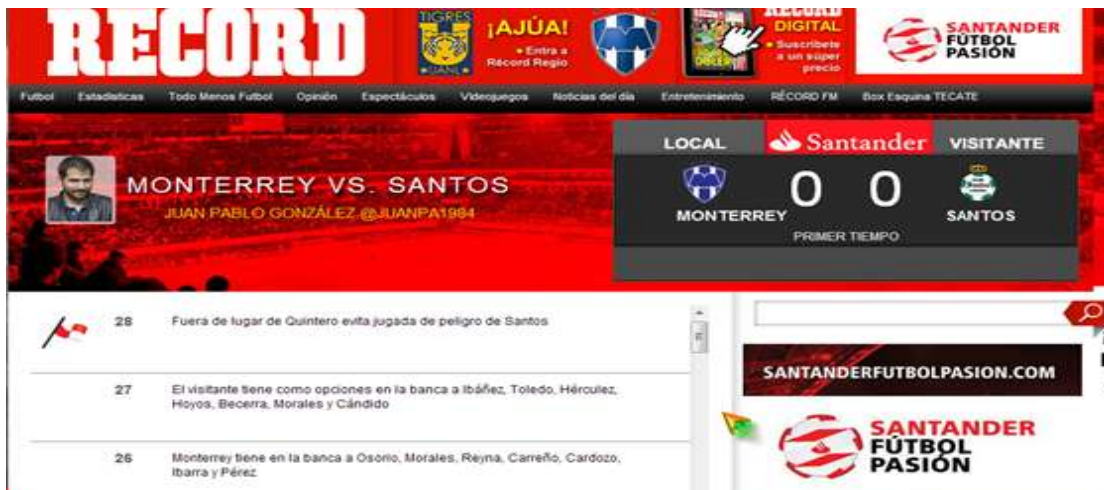 RECORD
TIGRES
UANL
¡AJÚA!
• Entra a
Récord Regio
RECORD
DIGITAL
• Suscríbete
a un súper
precio
SANTANDER
FÚTBOL
PASIÓN
Futbol Estadísticas Todo Menos Futbol Opinión Espectáculos Videojuegos Noticias del día Entretenimiento RÉCORD FM Box Esquina TECATE
LOCAL Santander VISITANTE
MONTERREY VS. SANTOS
JUAN PABLO GONZÁLEZ @JUANPA1984
0 0
MONTERREY SANTOS
PRIMER TIEMPO
28 Fuera de lugar de Quintero evita jugada de peligro de Santos
27 El visitante tiene como opciones en la banca a Ibáñez, Toledo, Hérculez,
Hoyos, Becerra, Morales y Cándido
26 Monterrey tiene en la banca a Osorio, Morales, Reyna, Carreño, Cardozo,
Ibarra y Pérez
SANTANDERFUTBOLPASION.COM
SANTANDER
FÚTBOL
PASIÓN